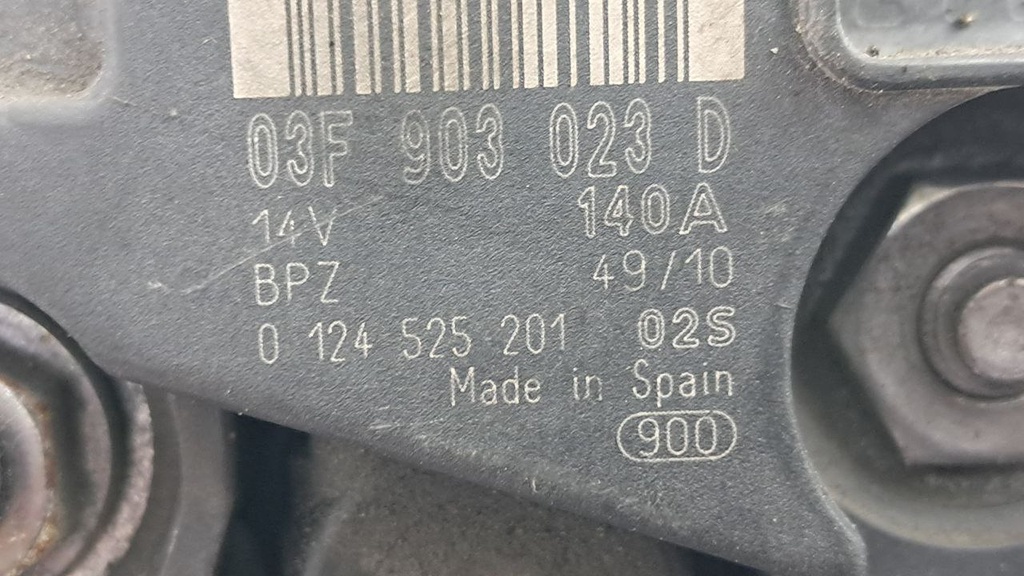 03F 903 023 D
14V 140A
BPZ 49/10
0 124 525 201 02S
Made in Spain
900